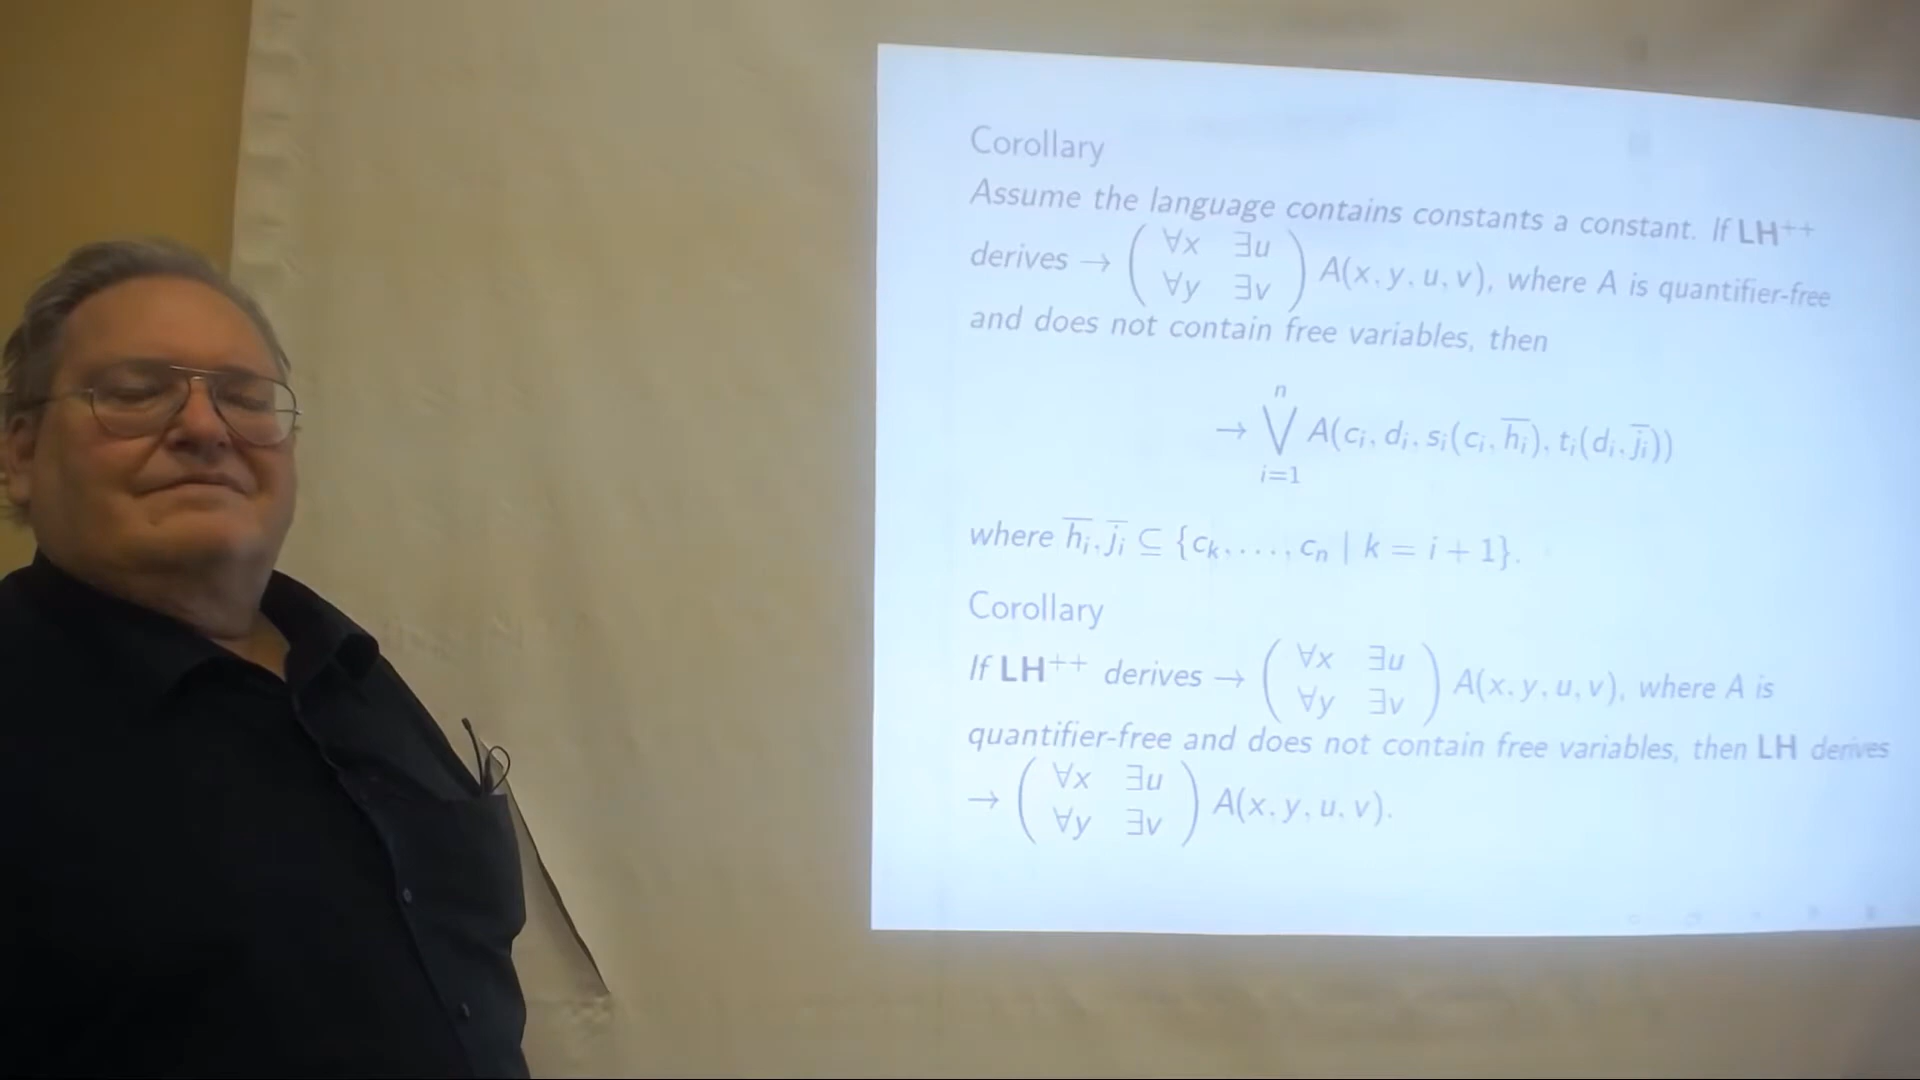 Corollary
Assume the language contains constants a constant. If LH⁺⁺
derives → ( ∀x ∃u
∀y ∃v ) A(x, y, u, v), where A is quantifier-free
and does not contain free variables, then
n
→ ⋁ A(cᵢ, dᵢ, sᵢ(cᵢ, h̅ᵢ), tᵢ(dᵢ, j̅ᵢ))
i=1
where h̅ᵢ, j̅ᵢ ⊆ {cₖ, . . . , cₙ | k = i + 1}.
Corollary
If LH⁺⁺ derives → ( ∀x ∃u
∀y ∃v ) A(x, y, u, v), where A is
quantifier-free and does not contain free variables, then LH derives
→ ( ∀x ∃u
∀y ∃v ) A(x, y, u, v).